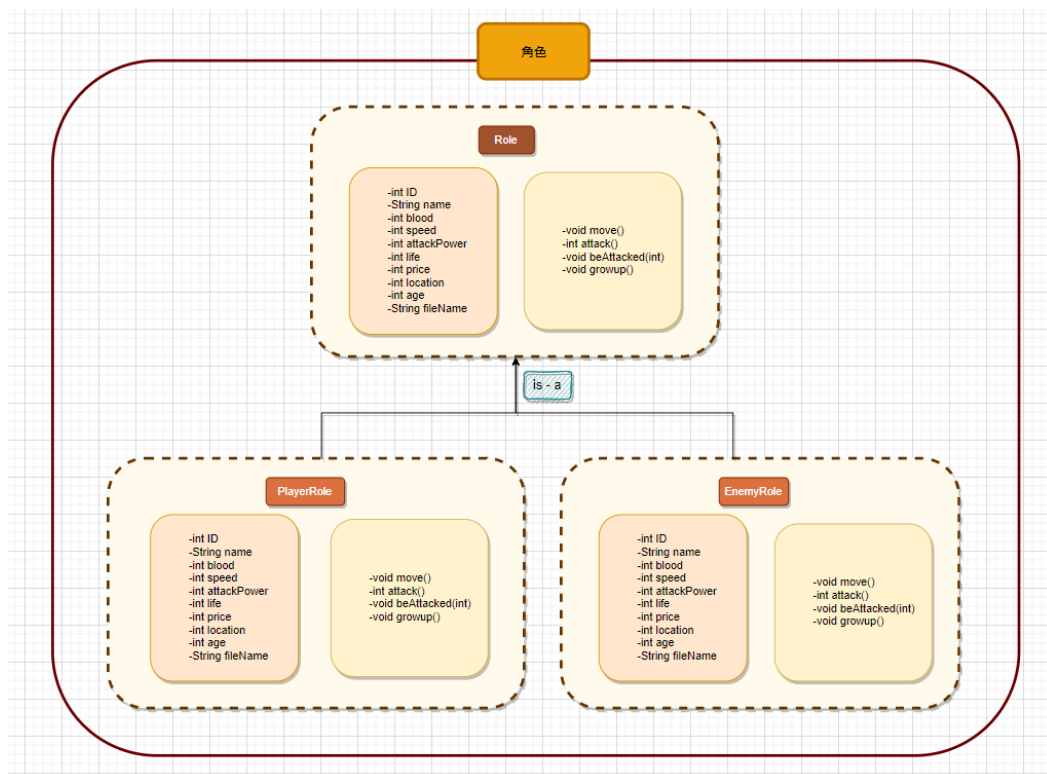 角色
Role
-int ID
-String name
-int blood
-int speed
-int attackPower
-int life
-int price
-int location
-int age
-String fileName
-void move()
-int attack()
-void beAttacked(int)
-void growup()
is - a
PlayerRole
-int ID
-String name
-int blood
-int speed
-int attackPower
-int life
-int price
-int location
-int age
-String fileName
-void move()
-int attack()
-void beAttacked(int)
-void growup()
EnemyRole
-int ID
-String name
-int blood
-int speed
-int attackPower
-int life
-int price
-int location
-int age
-String fileName
-void move()
-int attack()
-void beAttacked(int)
-void growup()